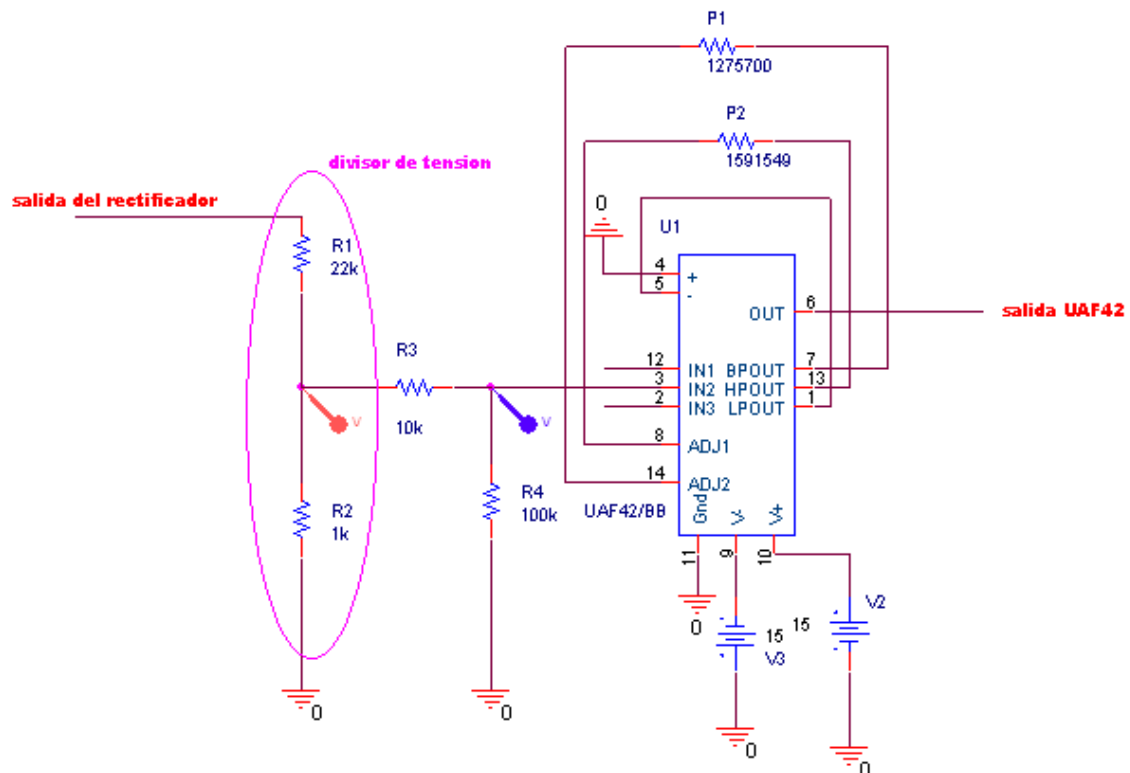 P1
1275700
P2
1591549
divisor de tension
salida del rectificador
0
U1
R1
22k
4
+
5
-
OUT
6
salida UAF42
R3
10k
12
IN1
BPOUT
7
3
IN2
HPOUT
13
2
IN3
LPOUT
1
V
V
8
ADJ1
14
ADJ2
R2
1k
R4
100k
UAF42/BB
Gnd
V-
V+
11
9
10
0
15
V3
15
V2
0
0
0
0